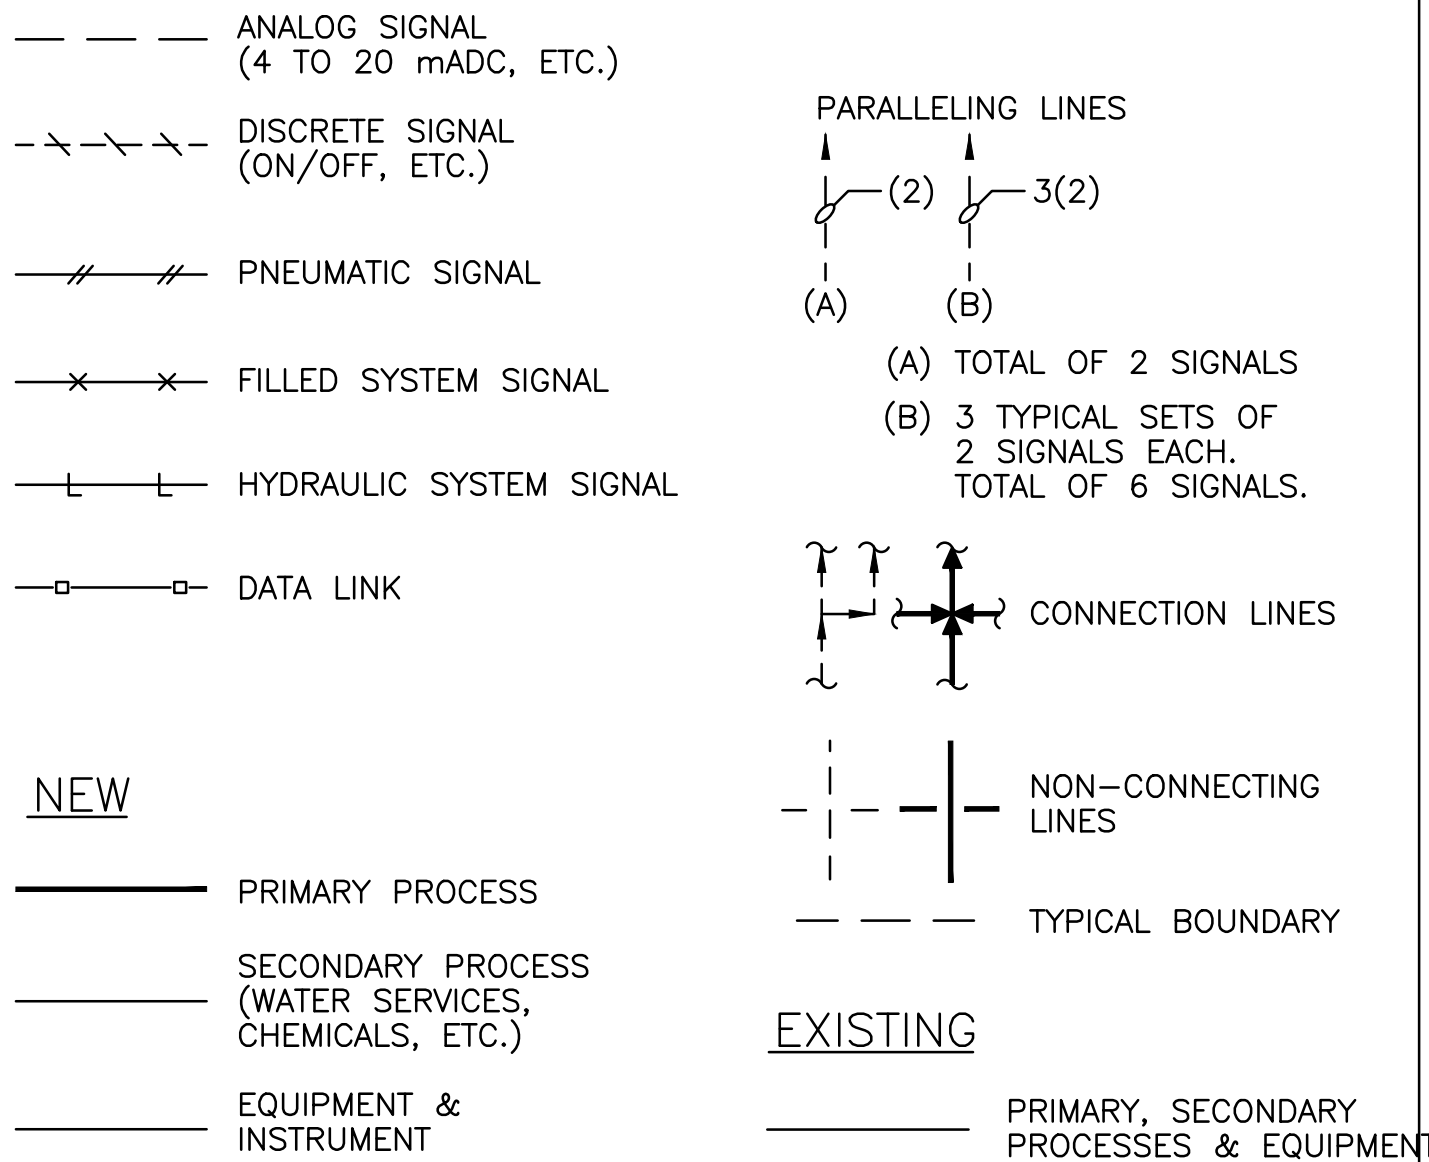 ANALOG SIGNAL
(4 TO 20 mADC, ETC.)
DISCRETE SIGNAL
(ON/OFF, ETC.)
PNEUMATIC SIGNAL
FILLED SYSTEM SIGNAL
HYDRAULIC SYSTEM SIGNAL
DATA LINK
NEW
PRIMARY PROCESS
SECONDARY PROCESS
(WATER SERVICES,
CHEMICALS, ETC.)
EQUIPMENT &
INSTRUMENT
PARALLELING LINES
(2) 3(2)
(A) (B)
(A) TOTAL OF 2 SIGNALS
(B) 3 TYPICAL SETS OF
2 SIGNALS EACH.
TOTAL OF 6 SIGNALS.
CONNECTION LINES
NON-CONNECTING
LINES
TYPICAL BOUNDARY
EXISTING
PRIMARY, SECONDARY
PROCESSES & EQUIPMENT